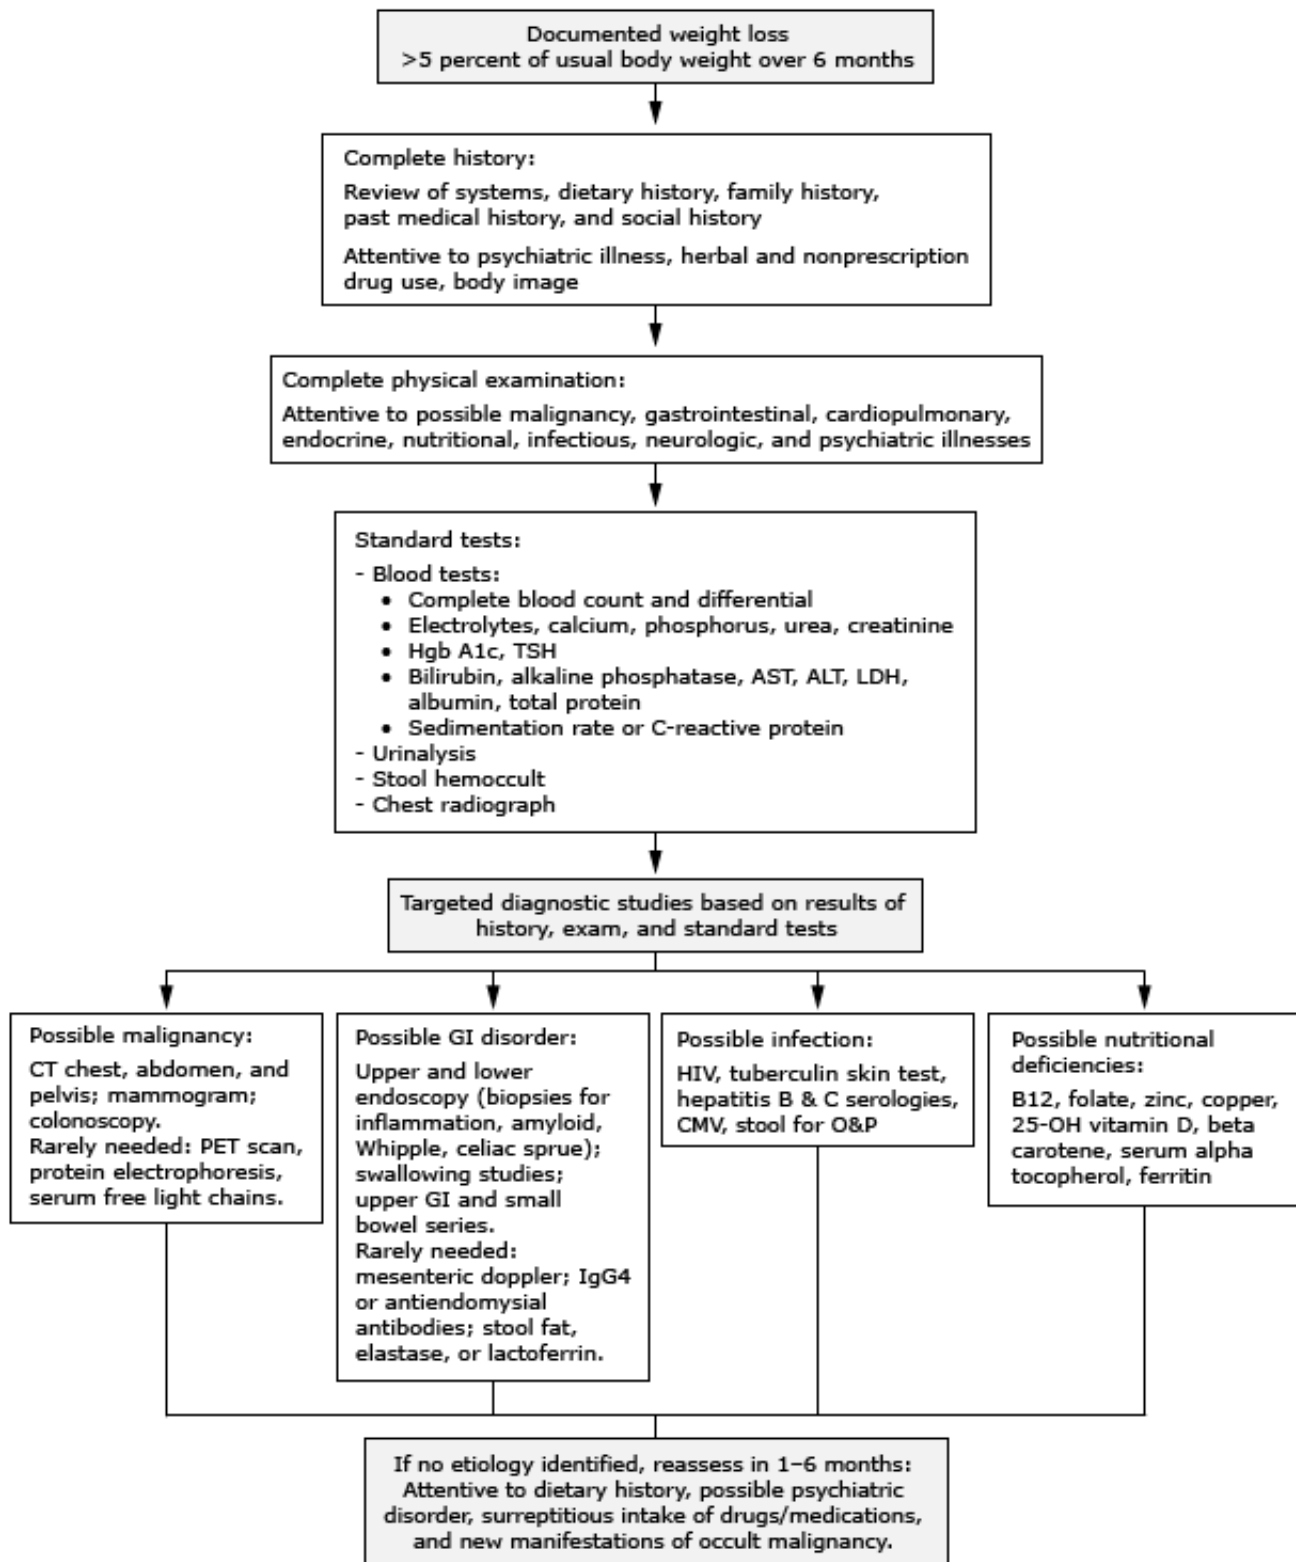 Documented weight loss
>5 percent of usual body weight over 6 months
Complete history:
Review of systems, dietary history, family history,
past medical history, and social history
Attentive to psychiatric illness, herbal and nonprescription
drug use, body image
Complete physical examination:
Attentive to possible malignancy, gastrointestinal, cardiopulmonary,
endocrine, nutritional, infectious, neurologic, and psychiatric illnesses
Standard tests:
- Blood tests:
• Complete blood count and differential
• Electrolytes, calcium, phosphorus, urea, creatinine
• Hgb A1c, TSH
• Bilirubin, alkaline phosphatase, AST, ALT, LDH,
albumin, total protein
• Sedimentation rate or C-reactive protein
- Urinalysis
- Stool hemoccult
- Chest radiograph
Targeted diagnostic studies based on results of
history, exam, and standard tests
Possible malignancy:
CT chest, abdomen, and
pelvis; mammogram;
colonoscopy.
Rarely needed: PET scan,
protein electrophoresis,
serum free light chains.
Possible GI disorder:
Upper and lower
endoscopy (biopsies for
inflammation, amyloid,
Whipple, celiac sprue);
swallowing studies;
upper GI and small
bowel series.
Rarely needed:
mesenteric doppler; IgG4
or antiendomysial
antibodies; stool fat,
elastase, or lactoferrin.
Possible infection:
HIV, tuberculin skin test,
hepatitis B & C serologies,
CMV, stool for O&P
Possible nutritional
deficiencies:
B12, folate, zinc, copper,
25-OH vitamin D, beta
carotene, serum alpha
tocopherol, ferritin
If no etiology identified, reassess in 1–6 months:
Attentive to dietary history, possible psychiatric
disorder, surreptitious intake of drugs/medications,
and new manifestations of occult malignancy.